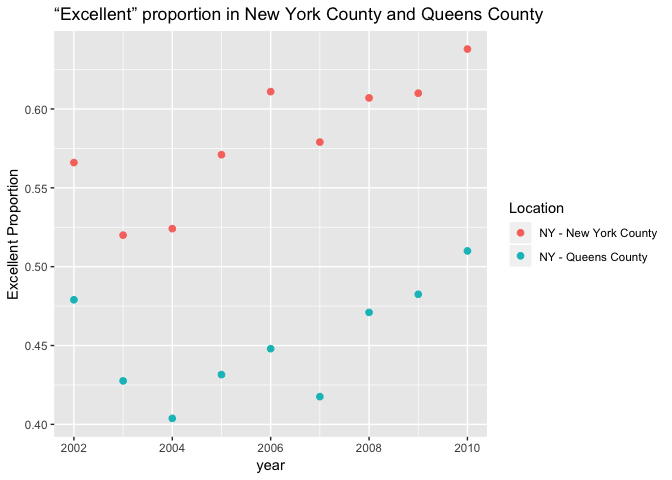 “Excellent” proportion in New York County and Queens County
Excellent Proportion
0.60
0.55
0.50
0.45
0.40
2002
2004
2006
2008
2010
year
Location
NY - New York County
NY - Queens County